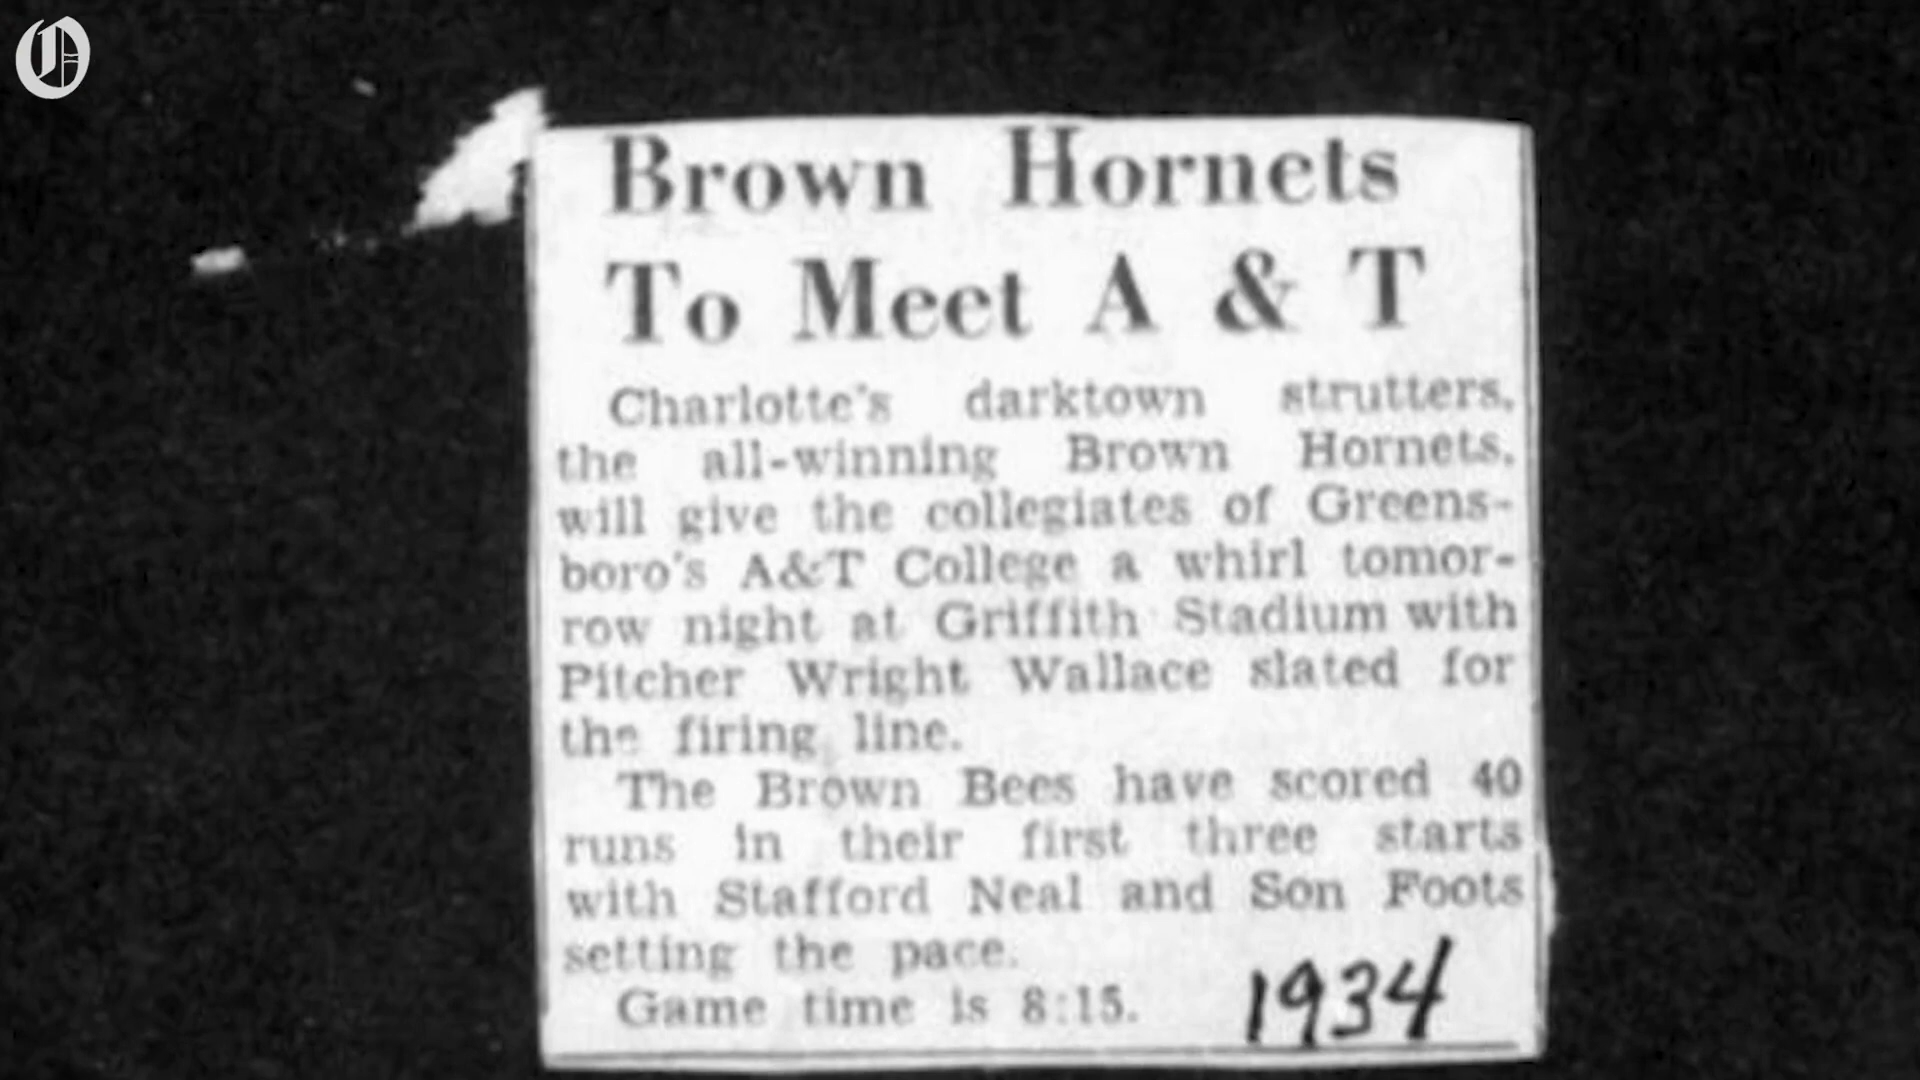 O
Brown Hornets
To Meet A & T
Charlotte's darktown strutters,
the all-winning Brown Hornets,
will give the collegiates of Greens-
boro's A&T College a whirl tomor-
row night at Griffith Stadium with
Pitcher Wright Wallace slated for
the firing line.
The Brown Bees have scored 40
runs in their first three starts
with Stafford Neal and Son Foots
setting the pace.
Game time is 8:15.
1934